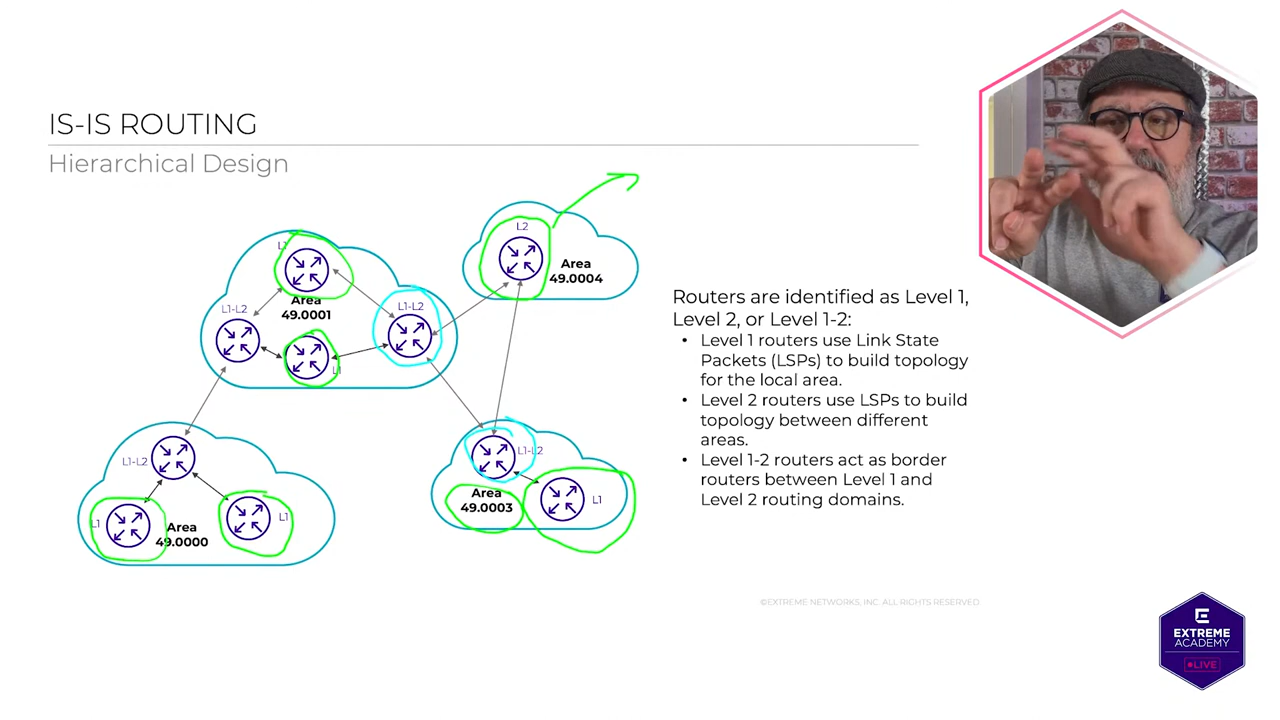 IS-IS ROUTING
Hierarchical Design
L1
Area
49.0001
L1-L2
L1-L2
L1
L2
Area
49.0004
L1-L2
L1
Area
49.0000
L1
L1-L2
Area
49.0003
L1
Routers are identified as Level 1,
Level 2, or Level 1-2:
• Level 1 routers use Link State
Packets (LSPs) to build topology
for the local area.
• Level 2 routers use LSPs to build
topology between different
areas.
• Level 1-2 routers act as border
routers between Level 1 and
Level 2 routing domains.
©EXTREME NETWORKS, INC. ALL RIGHTS RESERVED.
EXTREME
ACADEMY
LIVE